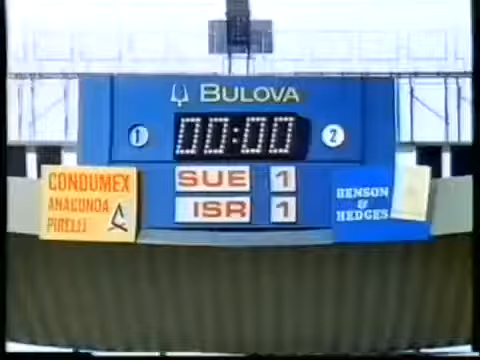 BULOVA
1
00:00
2
SUE 1
ISR 1
CONDUMEX
ANACONDA
PIRELLI
BENSON
&
HEDGES